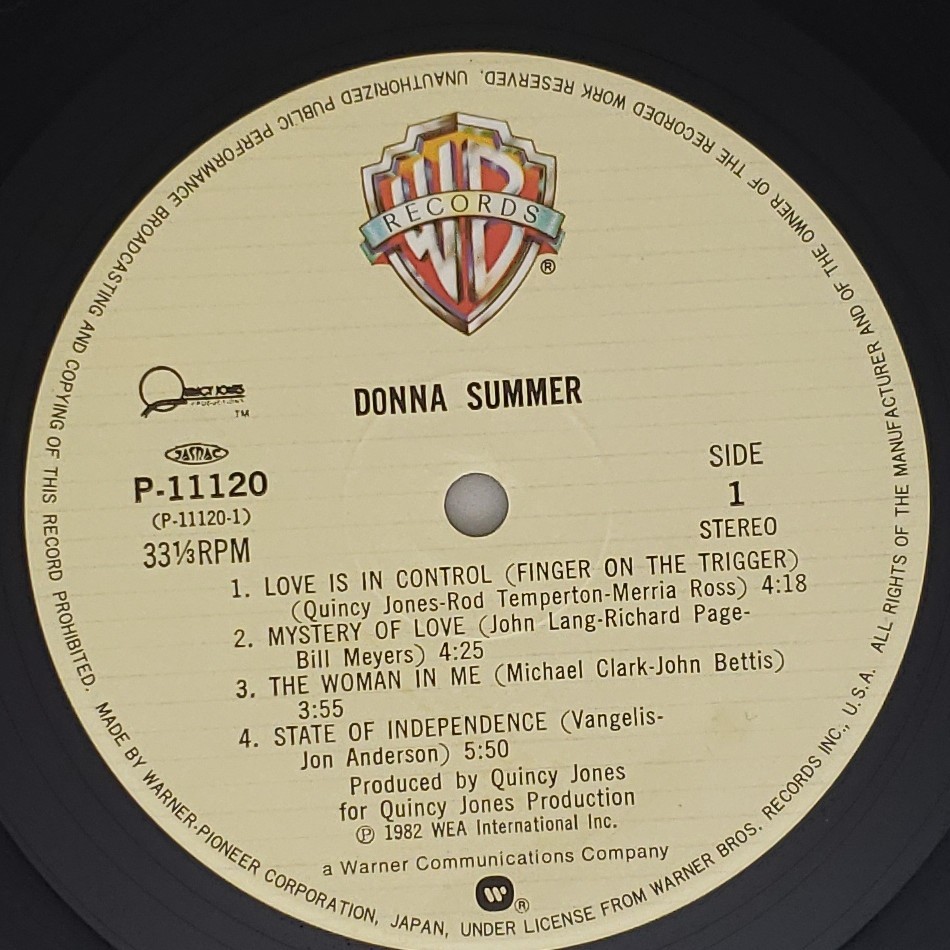 WB
RECORDS
®
QUINCY JONES
PRODUCTIONS
TM
DONNA SUMMER
JASRAC
P-11120
(P-11120-1)
33⅓RPM
SIDE
1
STEREO
1. LOVE IS IN CONTROL (FINGER ON THE TRIGGER)
(Quincy Jones-Rod Temperton-Merria Ross) 4:18
2. MYSTERY OF LOVE (John Lang-Richard Page-
Bill Meyers) 4:25
3. THE WOMAN IN ME (Michael Clark-John Bettis)
3:55
4. STATE OF INDEPENDENCE (Vangelis-
Jon Anderson) 5:50
Produced by Quincy Jones
for Quincy Jones Production
Ⓟ 1982 WEA International Inc.
a Warner Communications Company
W®
MADE BY WARNER-PIONEER CORPORATION, JAPAN, UNDER LICENSE FROM WARNER BROS. RECORDS INC., U.S.A. ALL RIGHTS OF THE MANUFACTURER AND OF THE OWNER OF THE RECORDED WORK RESERVED. UNAUTHORIZED PUBLIC PERFORMANCE BROADCASTING AND COPYING OF THIS RECORD PROHIBITED.